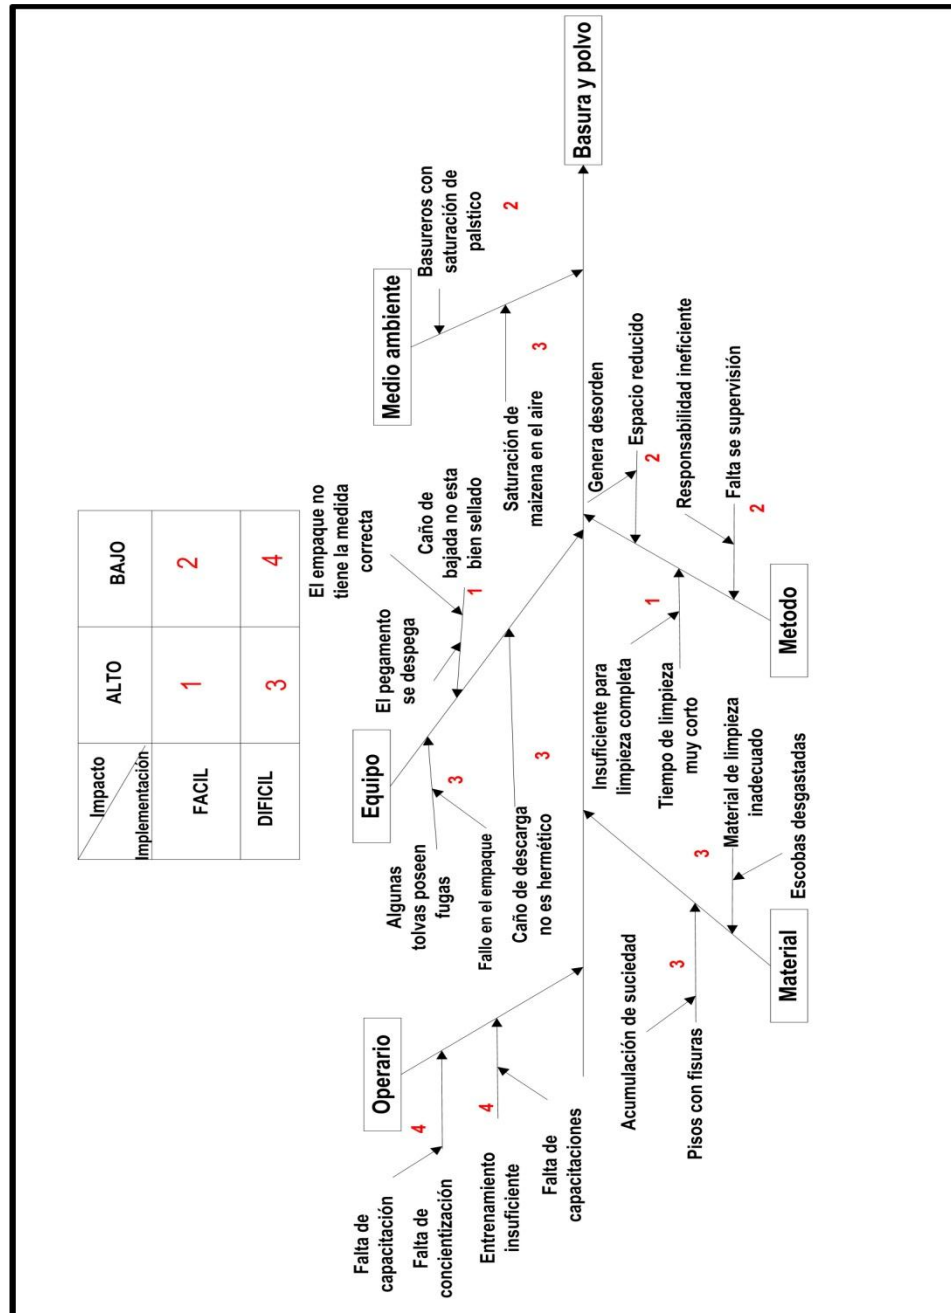 Impacto
Implementación
ALTO
BAJO
FACIL
1
2
DIFICIL
3
4
Operario
Falta de
capacitación
Falta de
concientización
4
Entrenamiento
insuficiente
4
Falta de
capacitaciones
Equipo
Algunas
tolvas poseen
fugas
3
Fallo en el empaque
Caño de descarga
no es hermético
3
El pegamento
se despega
El empaque no
tiene la medida
correcta
Caño de
bajada no esta
bien sellado
1
Medio ambiente
Basureros con
saturación de
palstico
2
Saturación de
maizena en el aire
3
Basura y polvo
Acumulación de suciedad
3
Pisos con fisuras
3
Material de limpieza
inadecuado
Escobas desgastadas
Material
Insuficiente para
limpieza completa
1
Tiempo de limpieza
muy corto
Genera desorden
Espacio reducido
2
Responsabilidad ineficiente
Falta se supervisión
2
Metodo